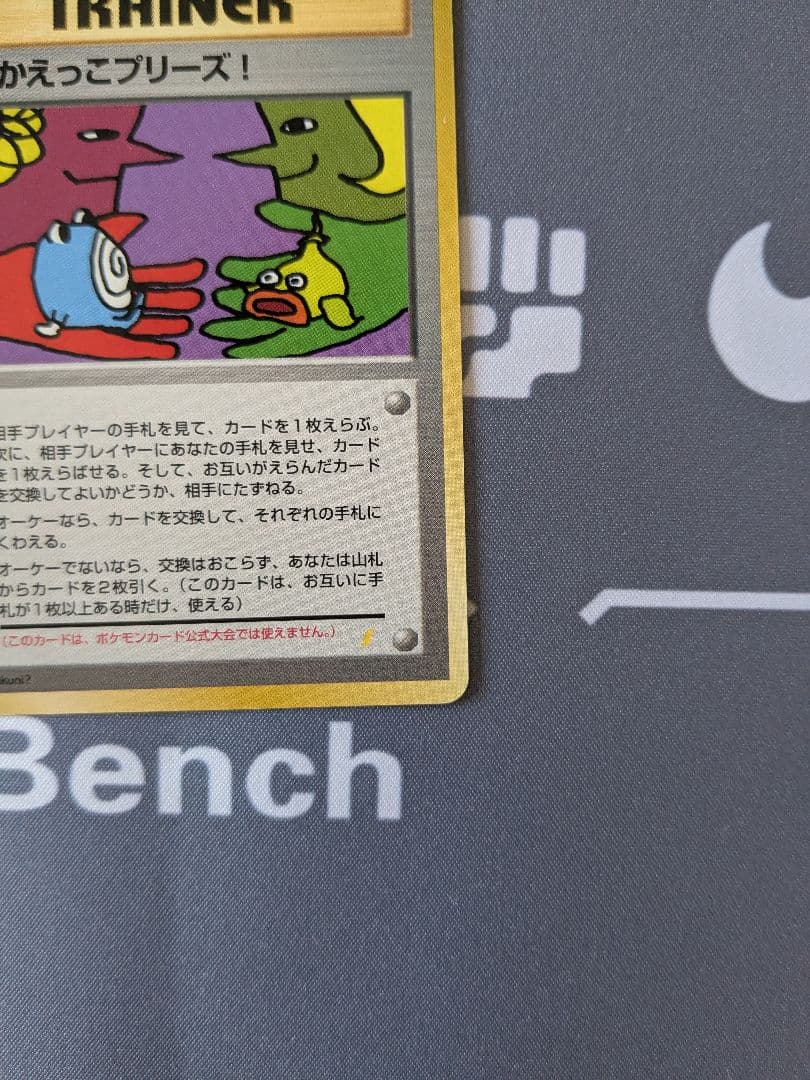 TRAINER
かえっこプリーズ！
相手プレイヤーの手札を見て、カードを1枚えらぶ。
次に、相手プレイヤーにあなたの手札を見せ、カード
を1枚えらばせる。そして、お互いがえらんだカード
を交換してよいかどうか、相手にたずねる。
オーケーなら、カードを交換して、それぞれの手札に
くわえる。
オーケーでないなら、交換はおこらず、あなたは山札
からカードを2枚引く。（このカードは、お互いに手
札が1枚以上ある時だけ、使える）
（このカードは、ポケモンカード公式大会では使えません。）
kuni?
Bench